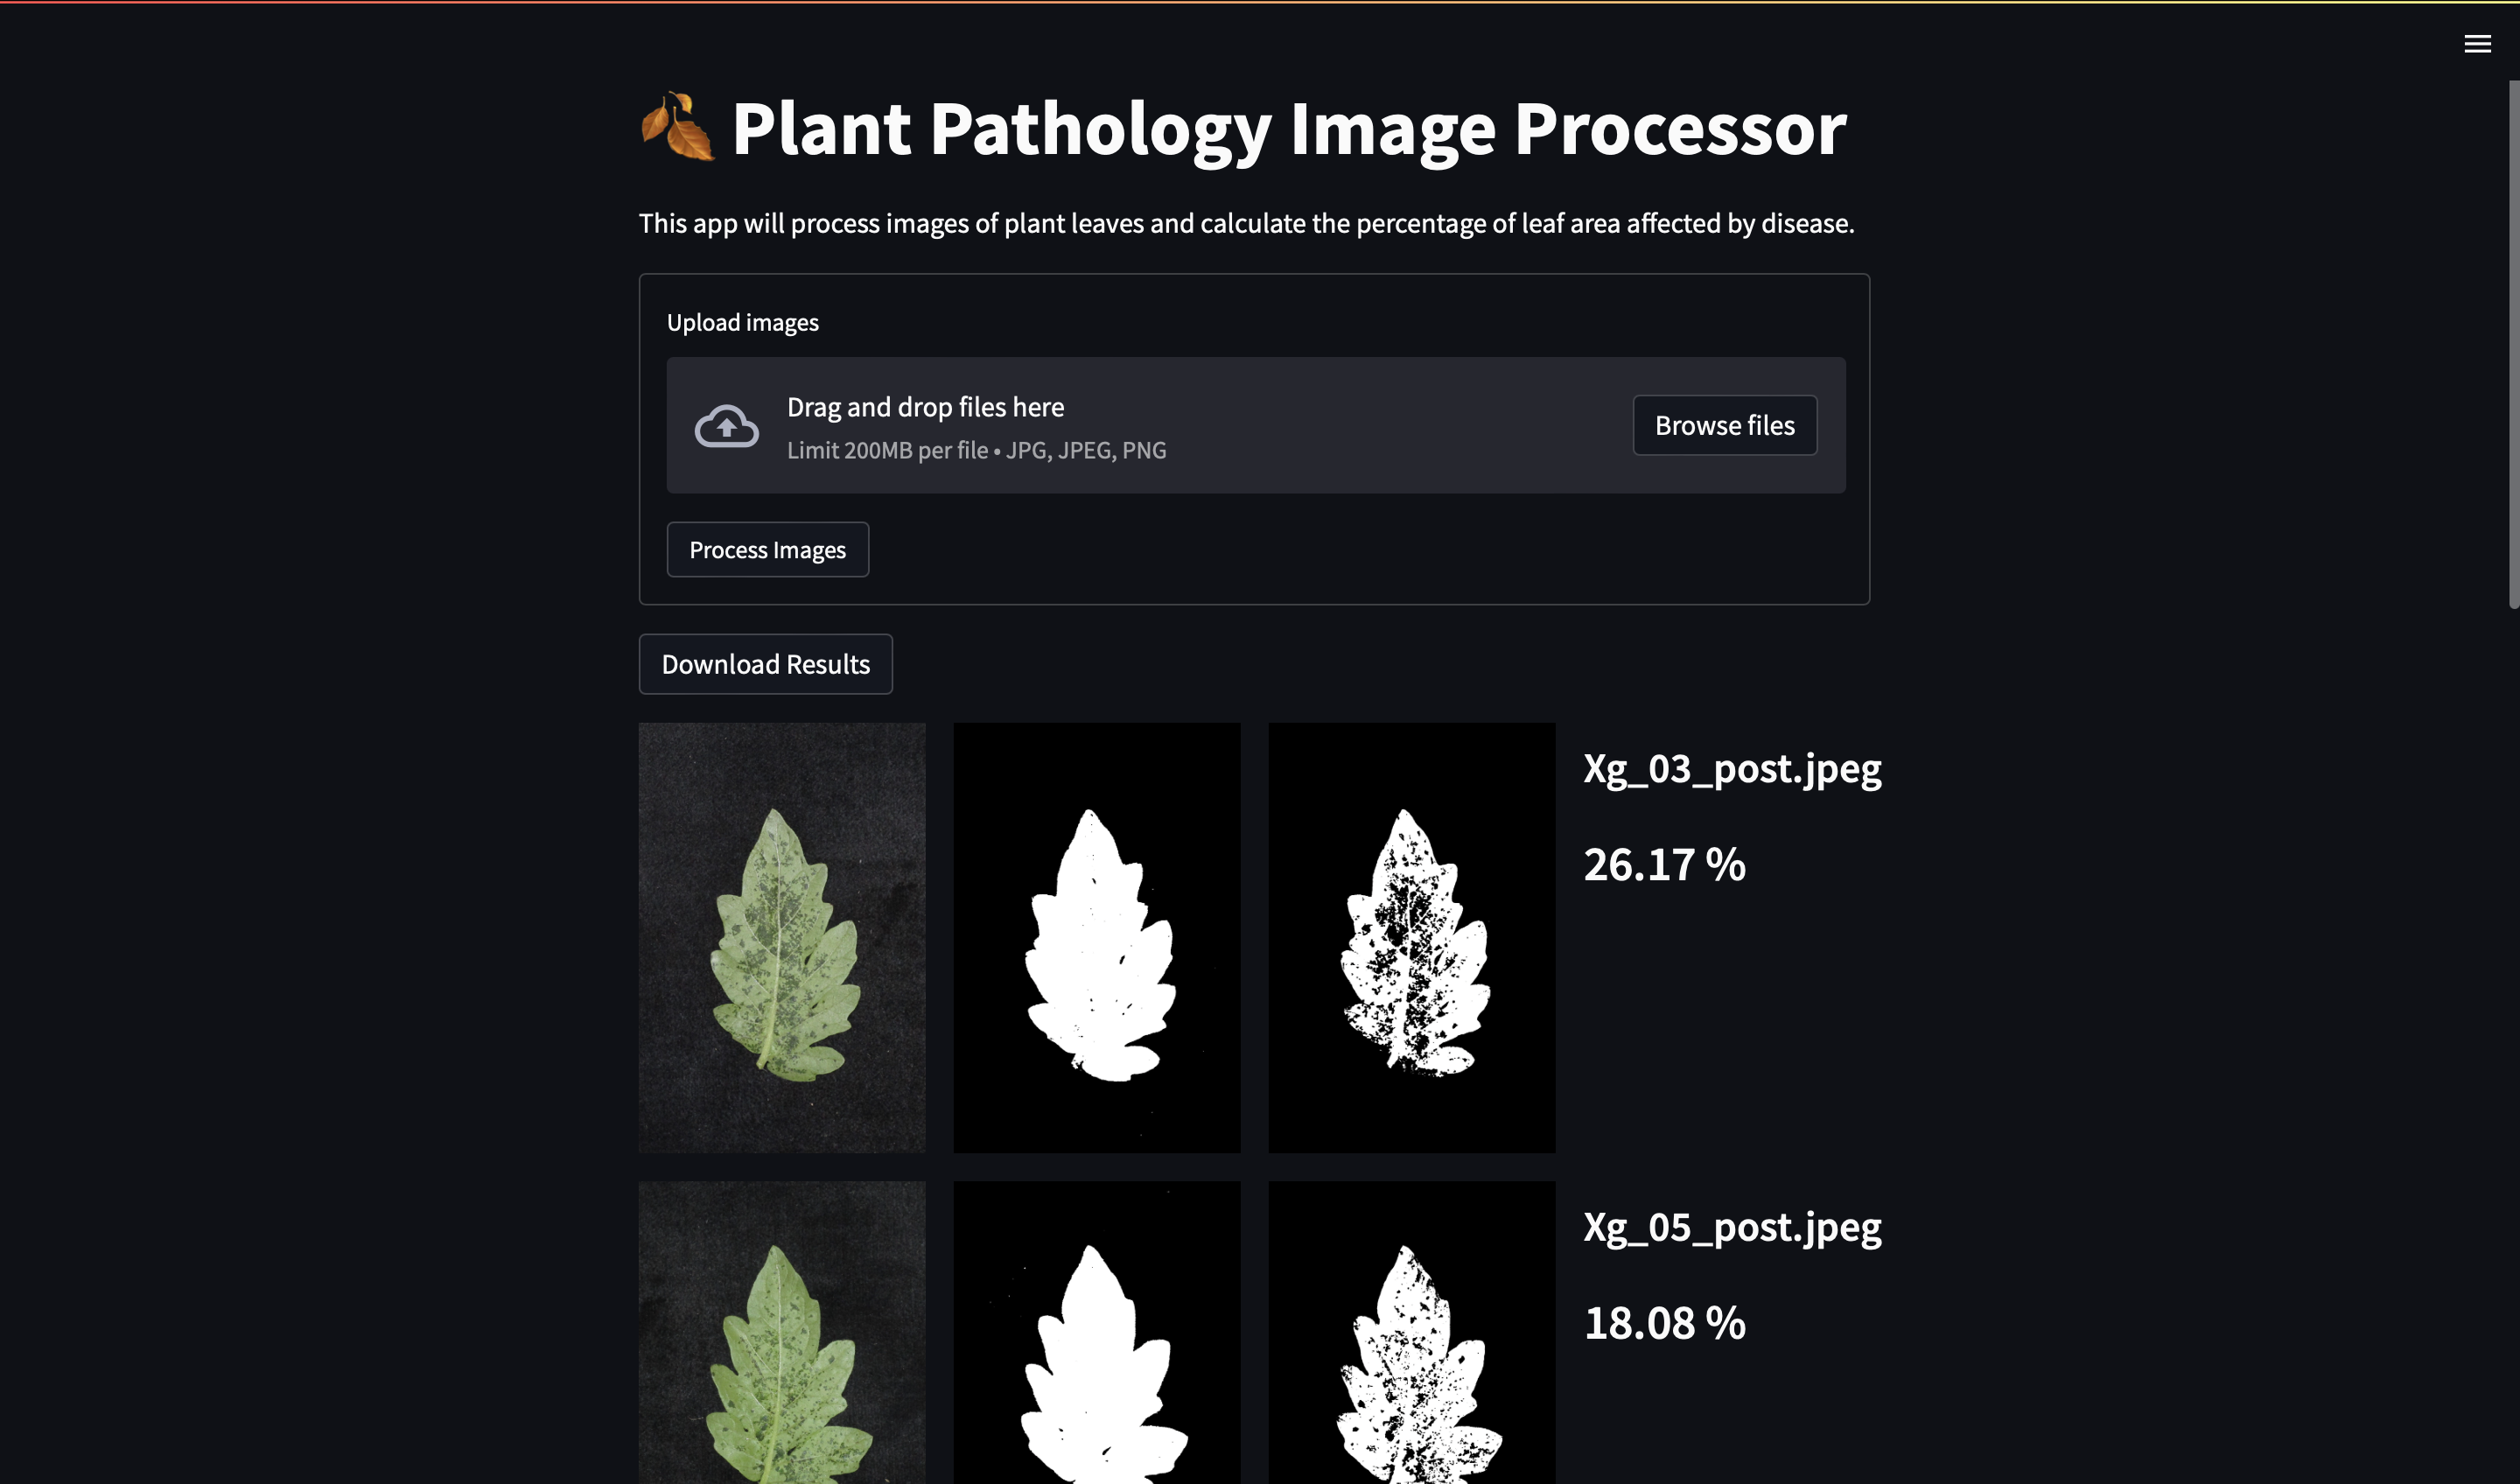 Plant Pathology Image Processor
This app will process images of plant leaves and calculate the percentage of leaf area affected by disease.
Upload images
Drag and drop files here
Limit 200MB per file • JPG, JPEG, PNG
Browse files
Process Images
Download Results
Xg_03_post.jpeg
26.17 %
Xg_05_post.jpeg
18.08 %